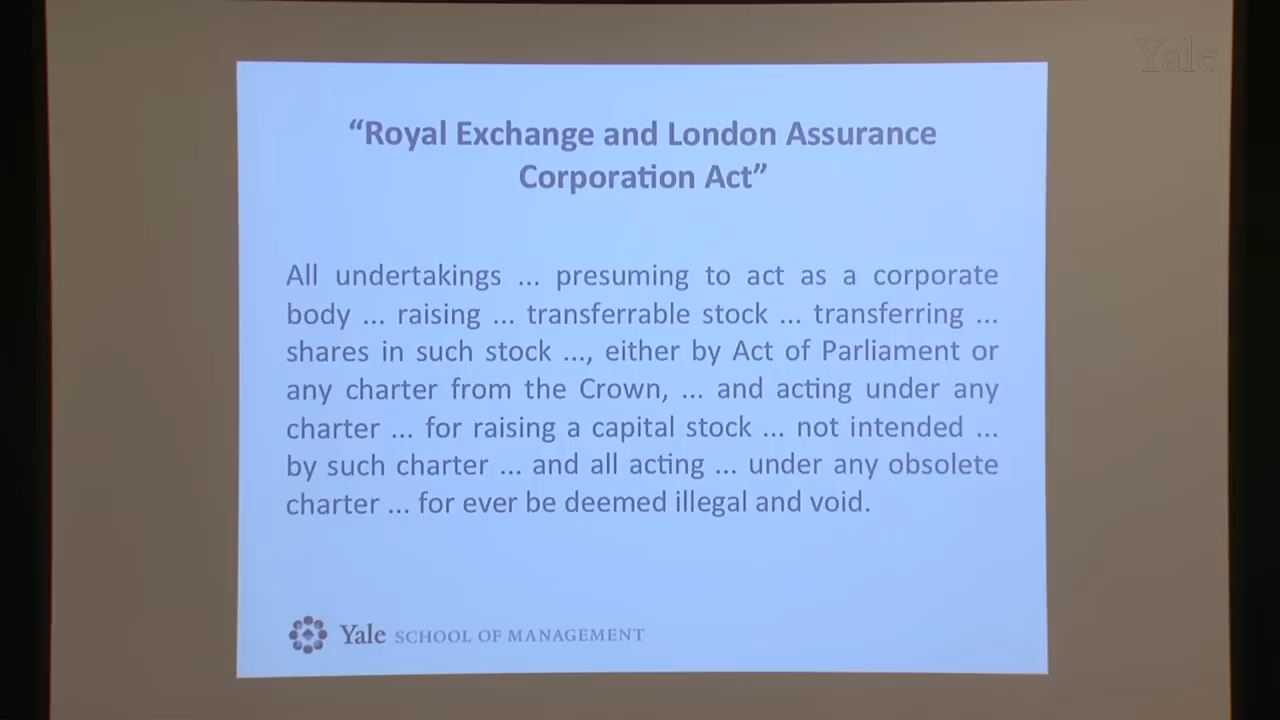 Yale
“Royal Exchange and London Assurance
Corporation Act”
All undertakings ... presuming to act as a corporate
body ... raising ... transferrable stock ... transferring ...
shares in such stock ..., either by Act of Parliament or
any charter from the Crown, ... and acting under any
charter ... for raising a capital stock ... not intended ...
by such charter ... and all acting ... under any obsolete
charter ... for ever be deemed illegal and void.
Yale SCHOOL OF MANAGEMENT